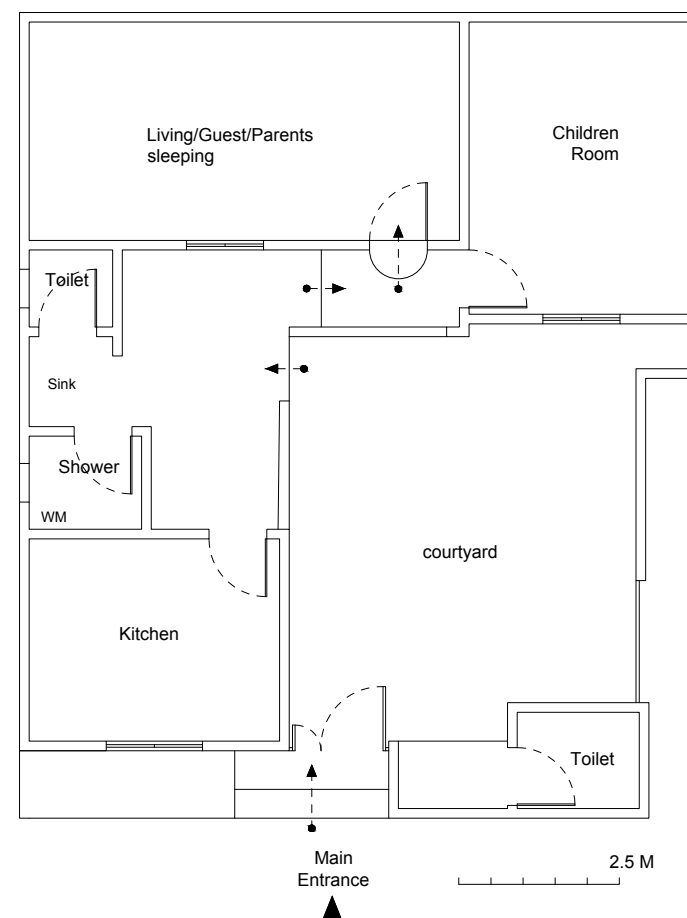 Living/Guest/Parents
sleeping
Children
Room
Toilet
Sink
Shower
WM
courtyard
Kitchen
Toilet
Main
Entrance
2.5 M